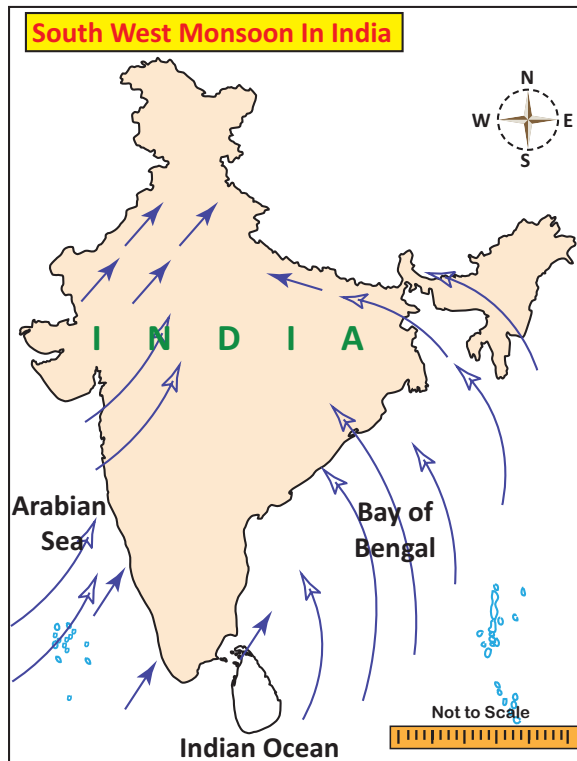 South West Monsoon In India
N
W E
S
I N D I A
Arabian
Sea
Bay of
Bengal
Not to Scale
Indian Ocean